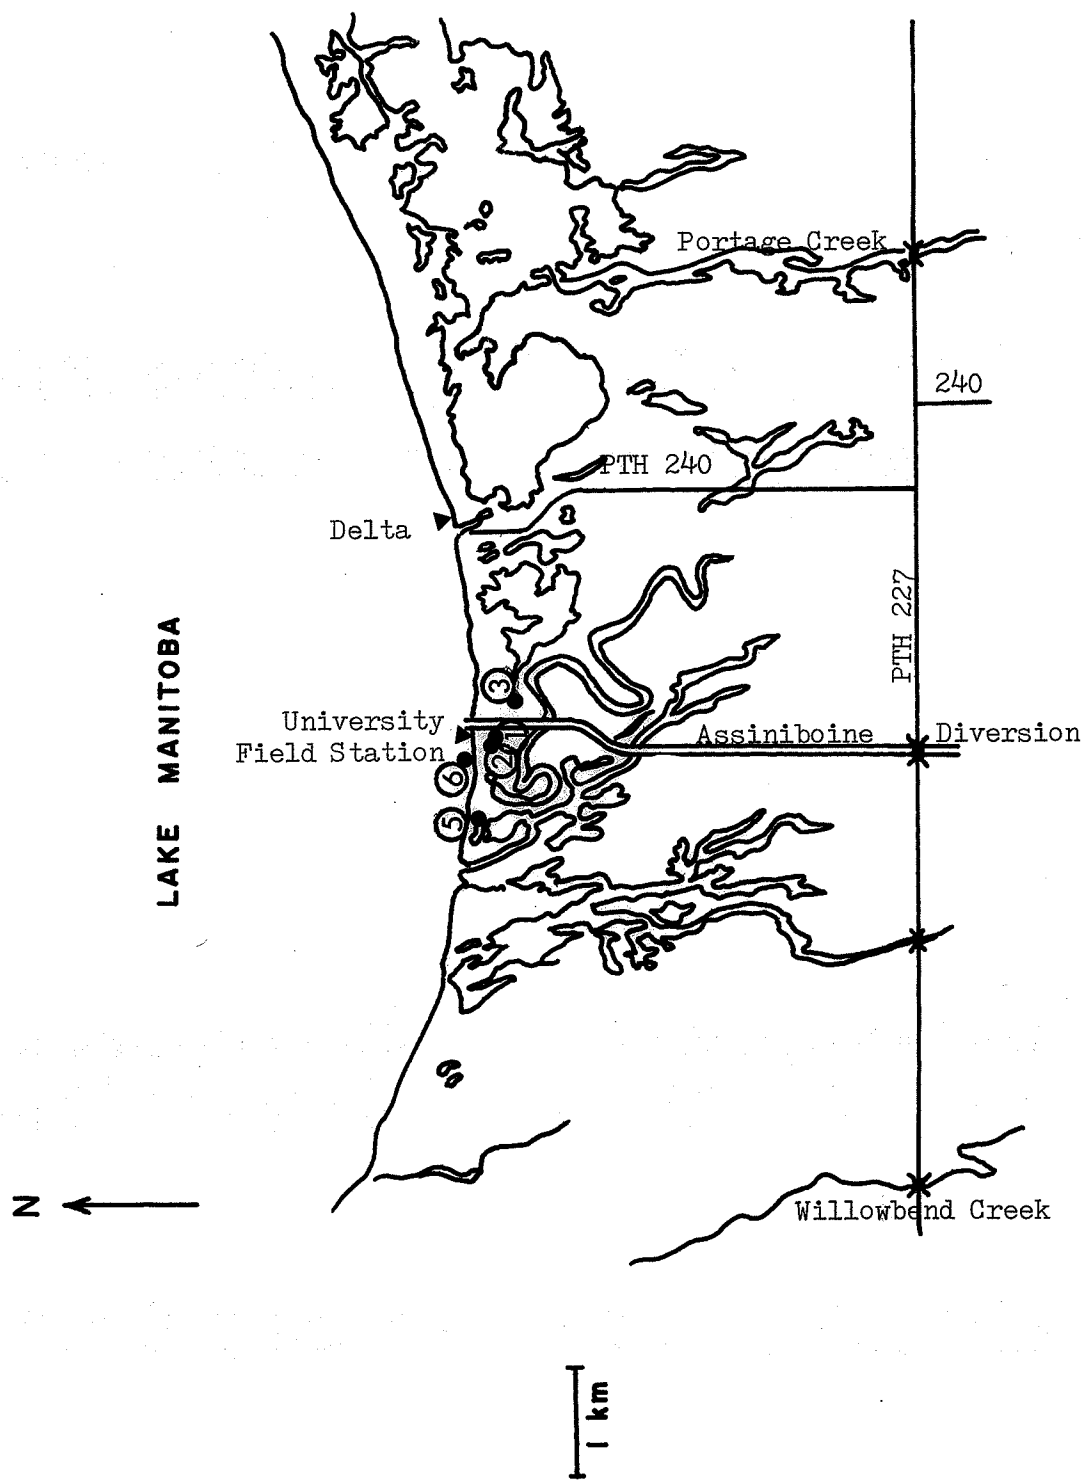 Portage Creek
240
PTH 240
Delta
PTH 227
LAKE MANITOBA
University
Field Station
Assiniboine Diversion
3
1
2
6
5
N
Willowbend Creek
1 km